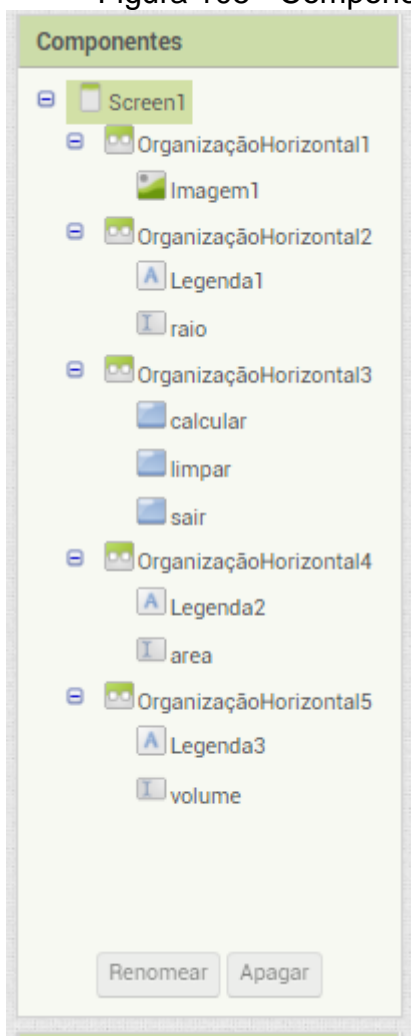 Componentes
Screen1
OrganizaçãoHorizontal1
Imagem1
OrganizaçãoHorizontal2
A Legenda1
raio
OrganizaçãoHorizontal3
calcular
limpar
sair
OrganizaçãoHorizontal4
A Legenda2
area
OrganizaçãoHorizontal5
A Legenda3
volume
Renomear Apagar